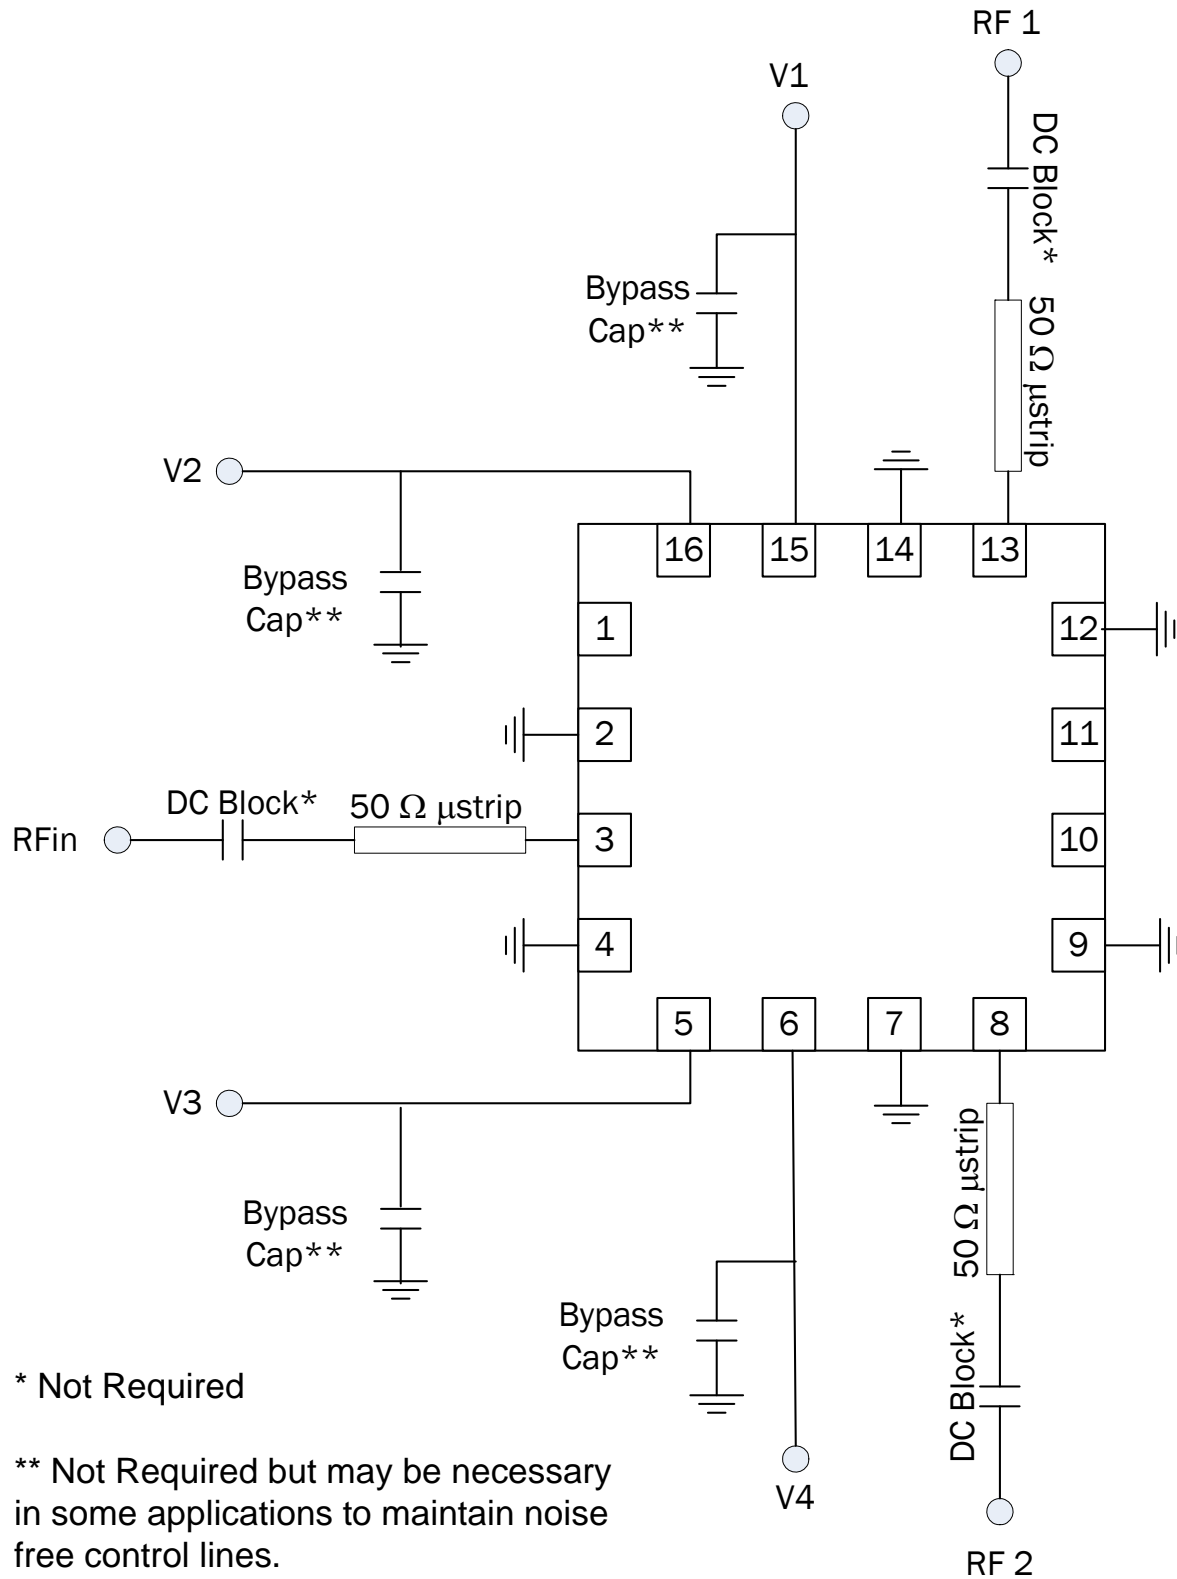 RF 1
V1
DC Block*
Bypass
Cap**
50 Ω μstrip
V2
16
15
14
13
Bypass
Cap**
1
12
2
11
DC Block*
50 Ω μstrip
RFin
3
10
4
9
5
6
7
8
V3
50 Ω μstrip
Bypass
Cap**
Bypass
Cap**
DC Block*
* Not Required
** Not Required but may be necessary
in some applications to maintain noise
free control lines.
V4
RF 2